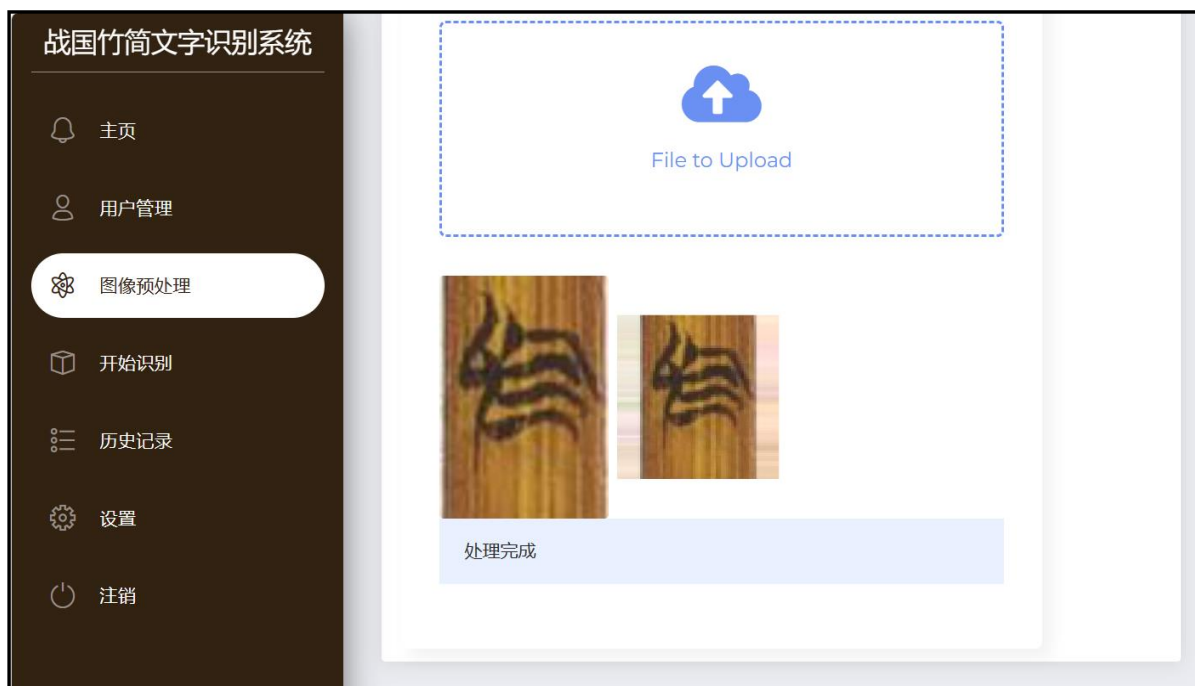 战国竹简文字识别系统
主页
用户管理
图像预处理
开始识别
历史记录
设置
注销
File to Upload
处理完成